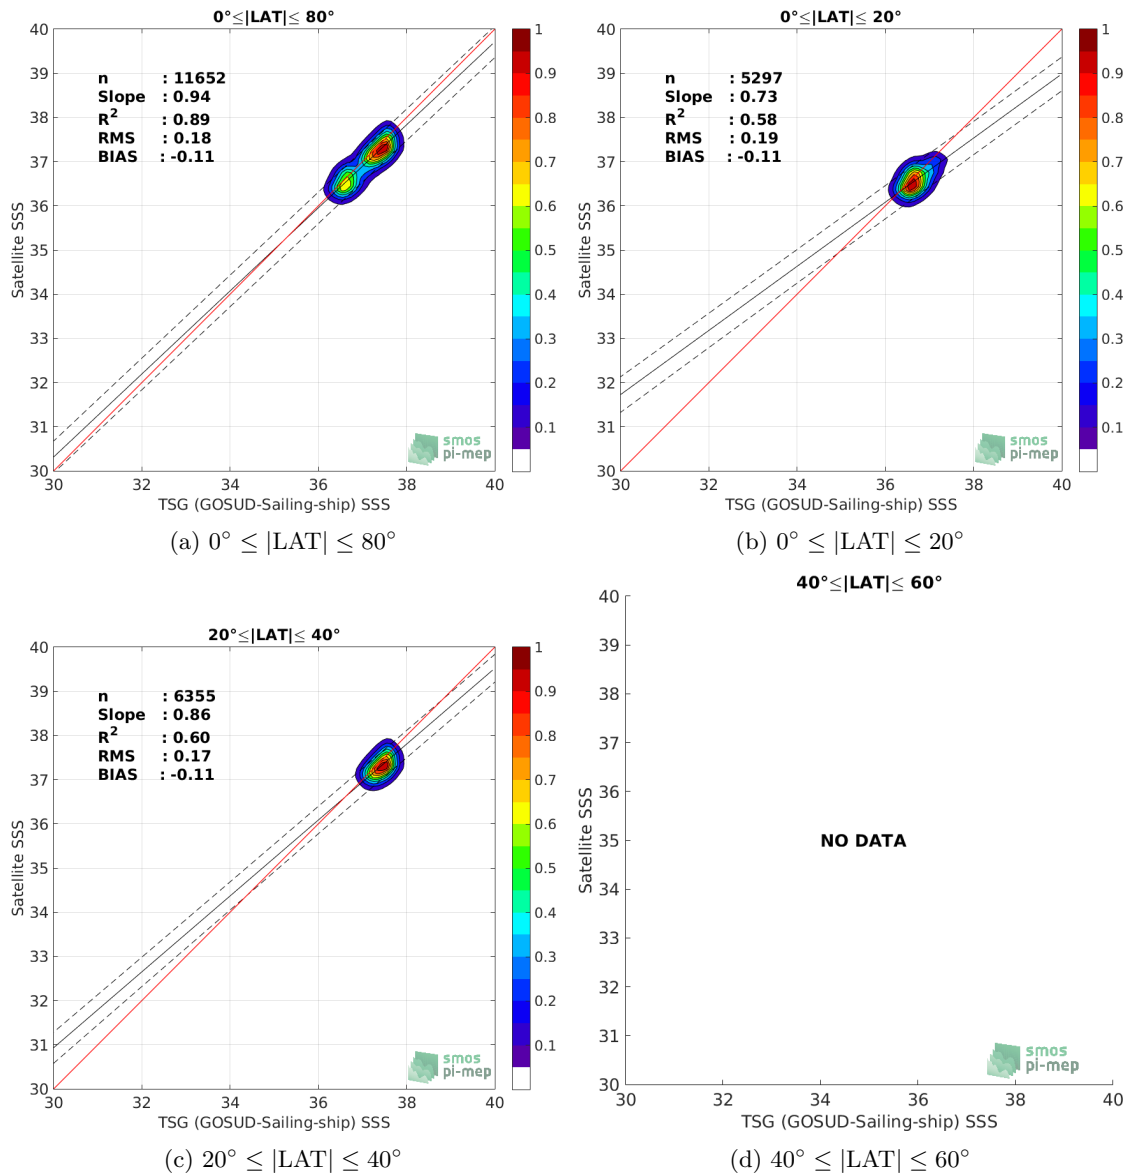 0°≤|LAT|≤ 80°
40
39
38
37
36
35
34
33
32
31
30
Satellite SSS
n : 11652
Slope : 0.94
R2 : 0.89
RMS : 0.18
BIAS : -0.11
smos
pi-mep
30 32 34 36 38 40
TSG (GOSUD-Sailing-ship) SSS
1
0.9
0.8
0.7
0.6
0.5
0.4
0.3
0.2
0.1
(a) 0° ≤ |LAT| ≤ 80°
0°≤|LAT|≤ 20°
40
39
38
37
36
35
34
33
32
31
30
Satellite SSS
n : 5297
Slope : 0.73
R2 : 0.58
RMS : 0.19
BIAS : -0.11
smos
pi-mep
30 32 34 36 38 40
TSG (GOSUD-Sailing-ship) SSS
1
0.9
0.8
0.7
0.6
0.5
0.4
0.3
0.2
0.1
(b) 0° ≤ |LAT| ≤ 20°
20°≤|LAT|≤ 40°
40
39
38
37
36
35
34
33
32
31
30
Satellite SSS
n : 6355
Slope : 0.86
R2 : 0.60
RMS : 0.17
BIAS : -0.11
smos
pi-mep
30 32 34 36 38 40
TSG (GOSUD-Sailing-ship) SSS
1
0.9
0.8
0.7
0.6
0.5
0.4
0.3
0.2
0.1
(c) 20° ≤ |LAT| ≤ 40°
40°≤|LAT|≤ 60°
40
39
38
37
36
35
34
33
32
31
30
Satellite SSS
NO DATA
smos
pi-mep
30 32 34 36 38 40
TSG (GOSUD-Sailing-ship) SSS
(d) 40° ≤ |LAT| ≤ 60°